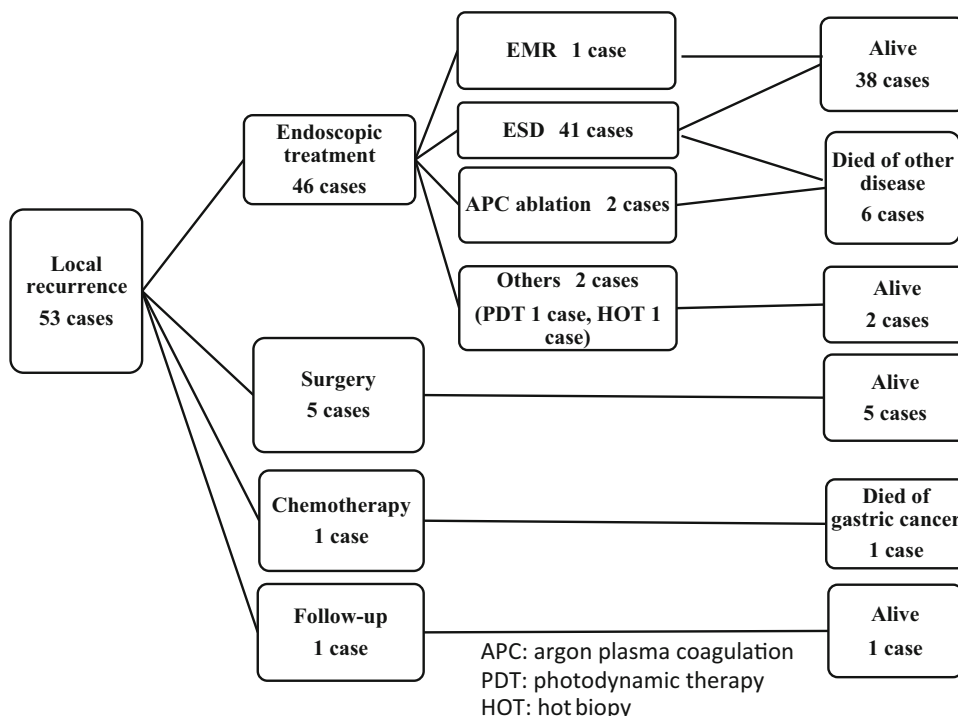 Local
recurrence
53 cases
Endoscopic
treatment
46 cases
EMR 1 case
ESD 41 cases
APC ablation 2 cases
Others 2 cases
(PDT 1 case, HOT 1
case)
Alive
38 cases
Died of other
disease
6 cases
Alive
2 cases
Surgery
5 cases
Alive
5 cases
Chemotherapy
1 case
Died of
gastric cancer
1 case
Follow-up
1 case
Alive
1 case
APC: argon plasma coagulation
PDT: photodynamic therapy
HOT: hot biopy